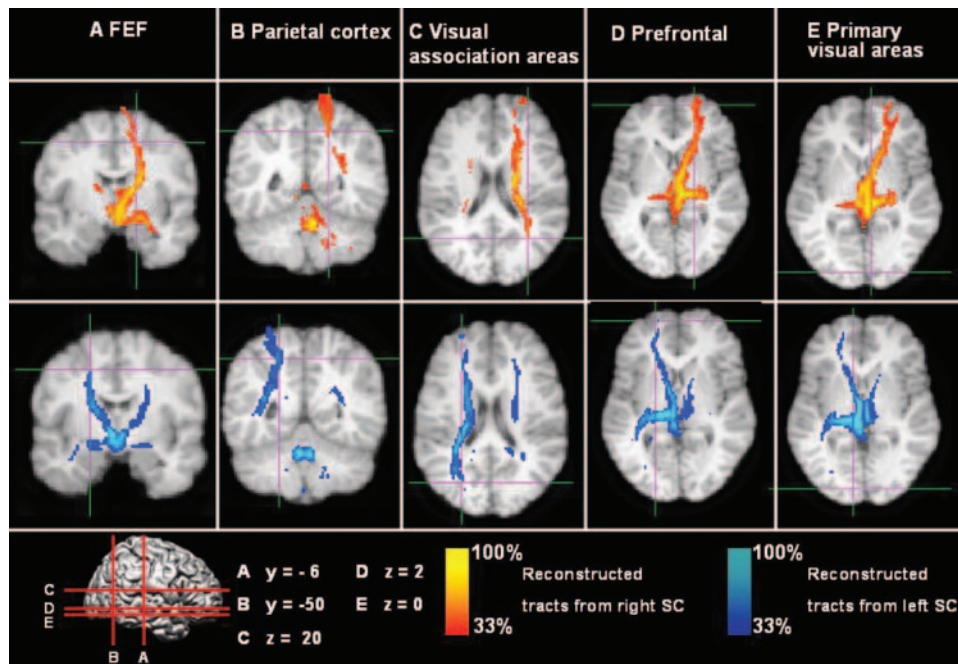 A FEF
B Parietal cortex
C Visual
association areas
D Prefrontal
E Primary
visual areas
C
D
E
B A
A y = - 6 D z = 2
B y = -50 E z = 0
C z = 20
100%
Reconstructed
tracts from right SC
33%
100%
Reconstructed
tracts from left SC
33%